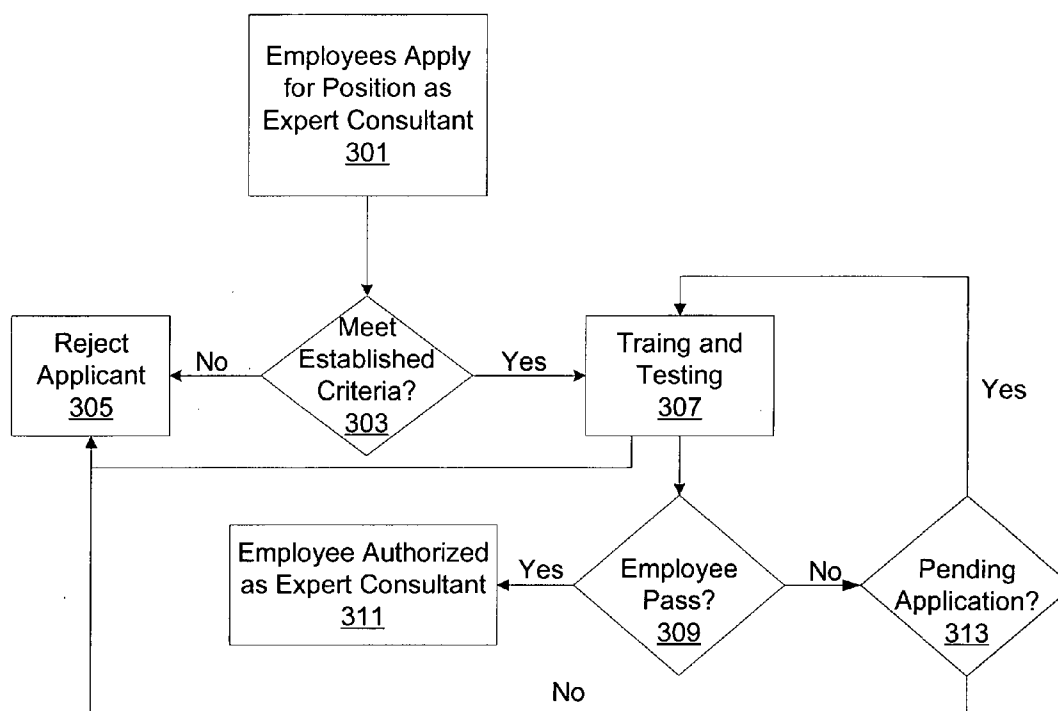 Employees Apply
for Position as
Expert Consultant
301
Meet
Established
Criteria?
303
No
Yes
Reject
Applicant
305
Traing and
Testing
307
Yes
Employee Authorized
as Expert Consultant
311
Yes
Employee
Pass?
309
No
Pending
Application?
313
No